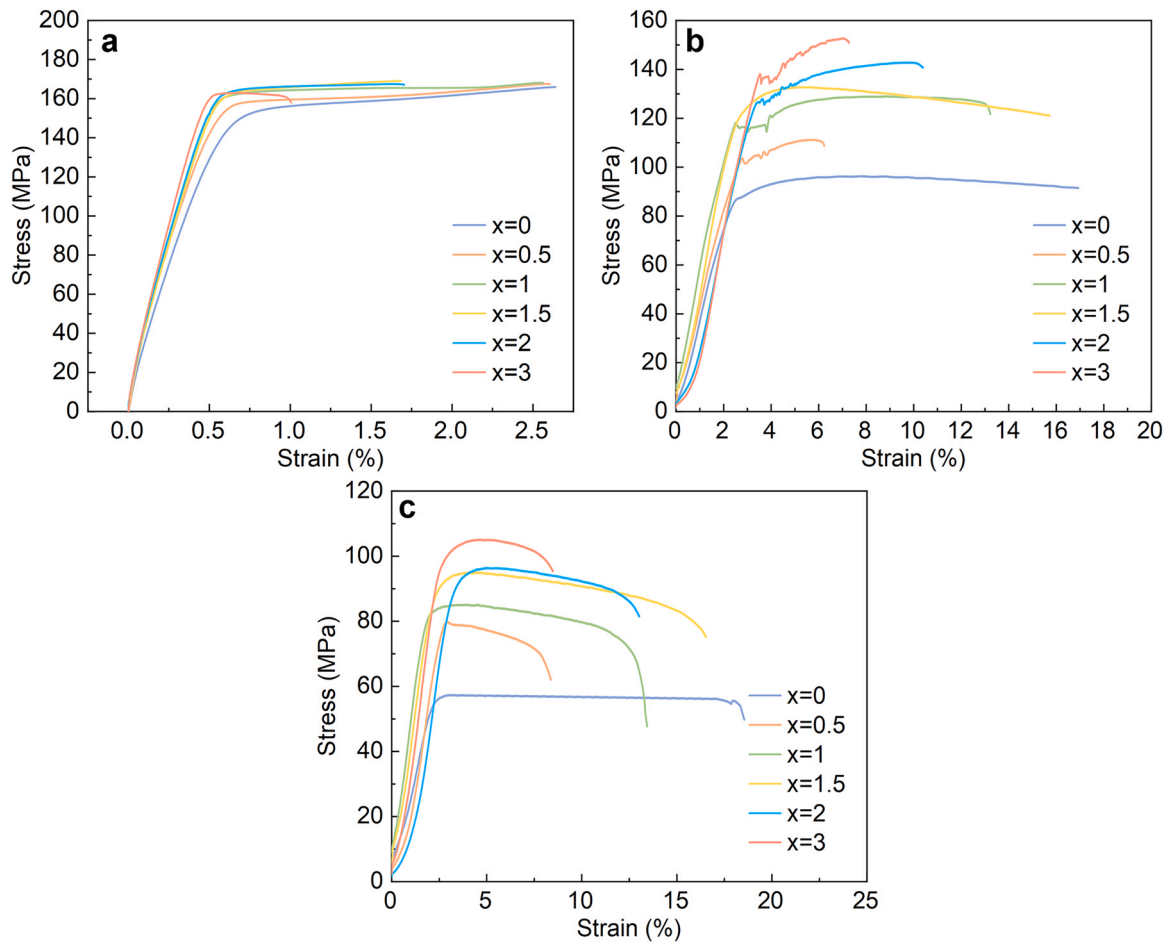 a
200
180
160
140
120
100
80
60
40
20
0
Stress (MPa)
0.0 0.5 1.0 1.5 2.0 2.5
Strain (%)
x=0
x=0.5
x=1
x=1.5
x=2
x=3
b
160
140
120
100
80
60
40
20
0
Stress (MPa)
0 2 4 6 8 10 12 14 16 18 20
Strain (%)
x=0
x=0.5
x=1
x=1.5
x=2
x=3
c
120
100
80
60
40
20
0
Stress (MPa)
0 5 10 15 20 25
Strain (%)
x=0
x=0.5
x=1
x=1.5
x=2
x=3